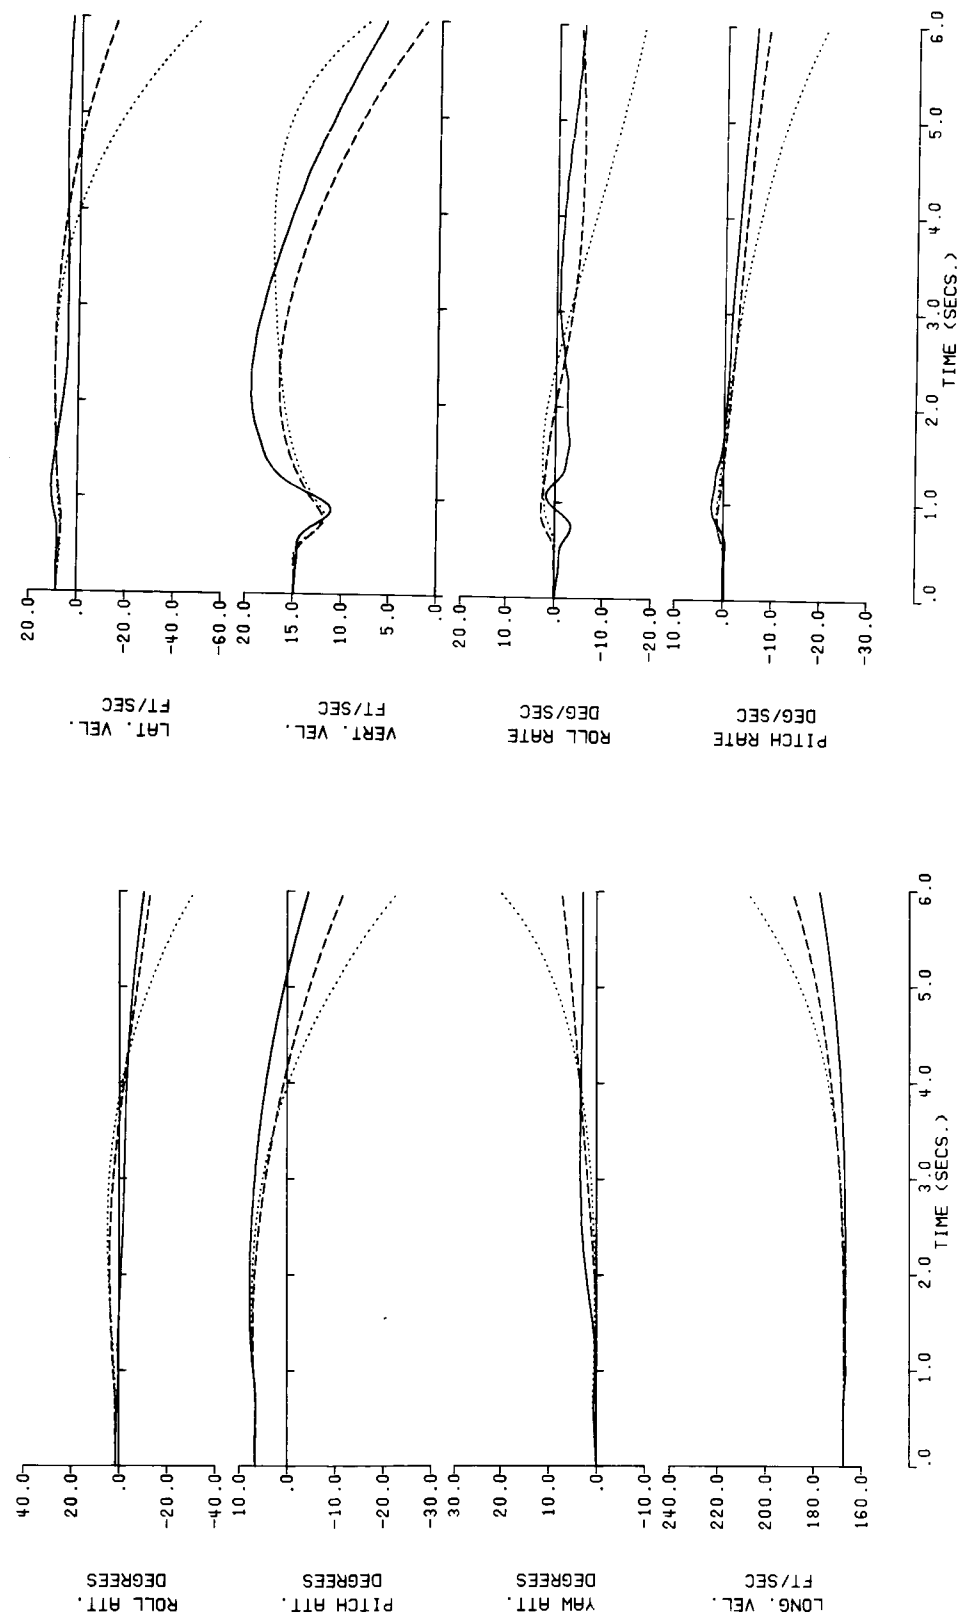 ROLL ATT.
DEGREES
40.0
20.0
.0
-20.0
-40.0
PITCH ATT.
DEGREES
10.0
.0
-10.0
-20.0
-30.0
YAW ATT.
DEGREES
30.0
20.0
10.0
.0
-10.0
LONG. VEL.
FT/SEC
240.0
220.0
200.0
180.0
160.0
.0 1.0 2.0 3.0 4.0 5.0 6.0
TIME (SECS.)
LAT. VEL.
FT/SEC
20.0
.0
-20.0
-40.0
-60.0
VERT. VEL.
FT/SEC
20.0
15.0
10.0
5.0
.0
ROLL RATE
DEG/SEC
20.0
10.0
.0
-10.0
-20.0
PITCH RATE
DEG/SEC
10.0
.0
-10.0
-20.0
-30.0
.0 1.0 2.0 3.0 4.0 5.0 6.0
TIME (SECS.)